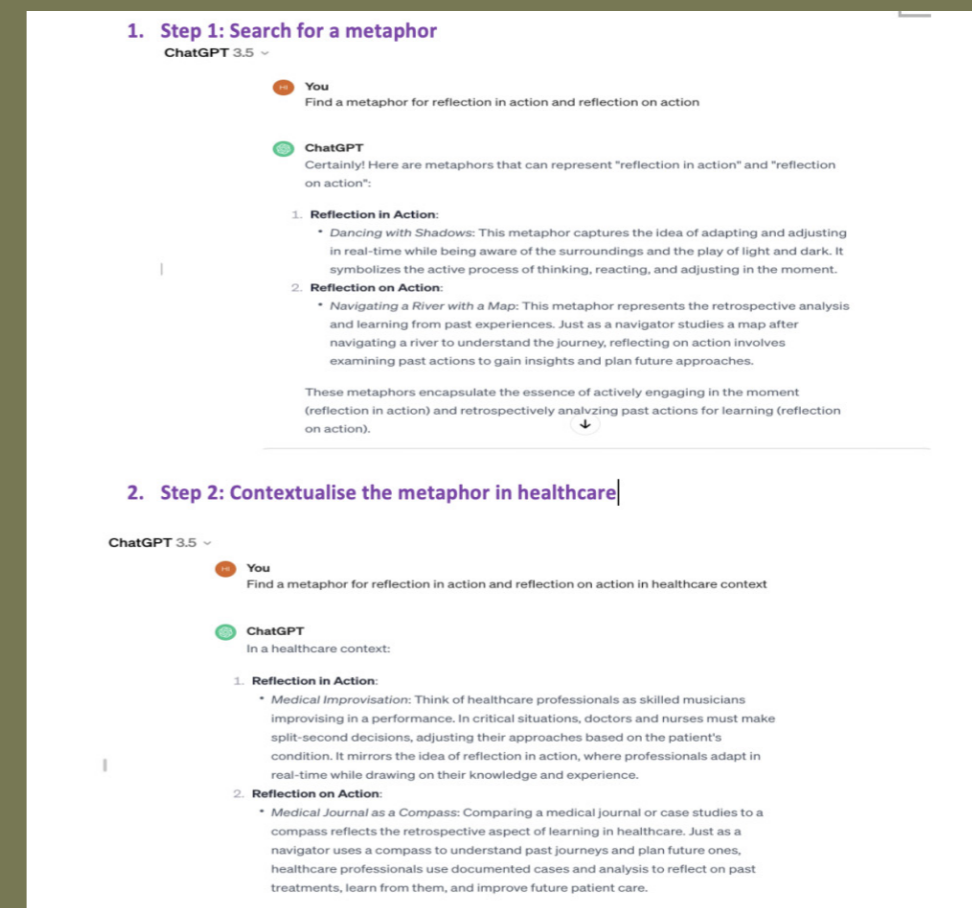 1. Step 1: Search for a metaphor
ChatGPT 3.5
You
Find a metaphor for reflection in action and reflection on action
ChatGPT
Certainly! Here are metaphors that can represent "reflection in action" and "reflection
on action":
1. Reflection in Action:
• Dancing with Shadows: This metaphor captures the idea of adapting and adjusting
in real-time while being aware of the surroundings and the play of light and dark. It
symbolizes the active process of thinking, reacting, and adjusting in the moment.
2. Reflection on Action:
• Navigating a River with a Map: This metaphor represents the retrospective analysis
and learning from past experiences. Just as a navigator studies a map after
navigating a river to understand the journey, reflecting on action involves
examining past actions to gain insights and plan future approaches.
These metaphors encapsulate the essence of actively engaging in the moment
(reflection in action) and retrospectively analyzing past actions for learning (reflection
on action).
2. Step 2: Contextualise the metaphor in healthcare
ChatGPT 3.5
HI You
Find a metaphor for reflection in action and reflection on action in healthcare context
ChatGPT
In a healthcare context:
1. Reflection in Action:
• Medical Improvisation: Think of healthcare professionals as skilled musicians
improvising in a performance. In critical situations, doctors and nurses must make
split-second decisions, adjusting their approaches based on the patient's
condition. It mirrors the idea of reflection in action, where professionals adapt in
real-time while drawing on their knowledge and experience.
2. Reflection on Action:
• Medical Journal as a Compass: Comparing a medical journal or case studies to a
compass reflects the retrospective aspect of learning in healthcare. Just as a
navigator uses a compass to understand past journeys and plan future ones,
healthcare professionals use documented cases and analysis to reflect on past
treatments, learn from them, and improve future patient care.